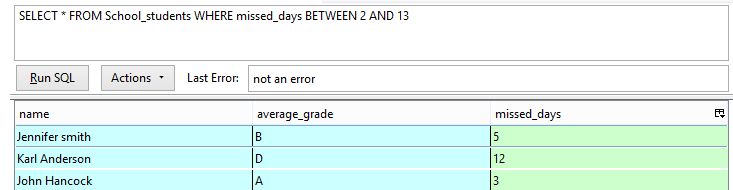 SELECT * FROM School_students WHERE missed_days BETWEEN 2 AND 13
Run SQL Actions Last Error: not an error
name average_grade missed_days
Jennifer smith B 5
Karl Anderson D 12
John Hancock A 3